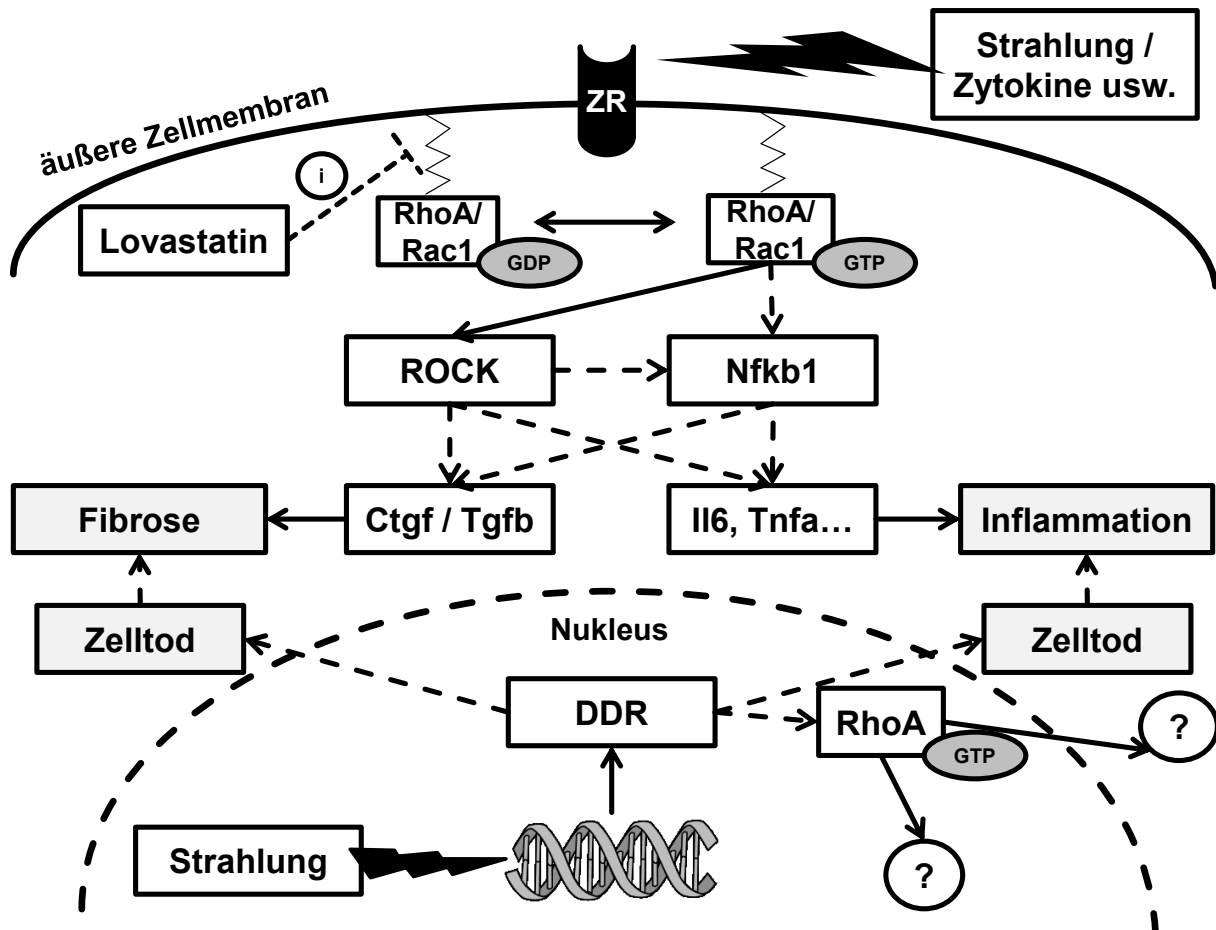 Strahlung /
Zytokine usw.
ZR
äußere Zellmembran
i
Lovastatin
RhoA/
Rac1
GDP
RhoA/
Rac1
GTP
ROCK
Nfkb1
Fibrose
Ctgf / Tgfb
Il6, Tnfa…
Inflammation
Zelltod
Nukleus
Zelltod
DDR
RhoA
GTP
?
Strahlung
?